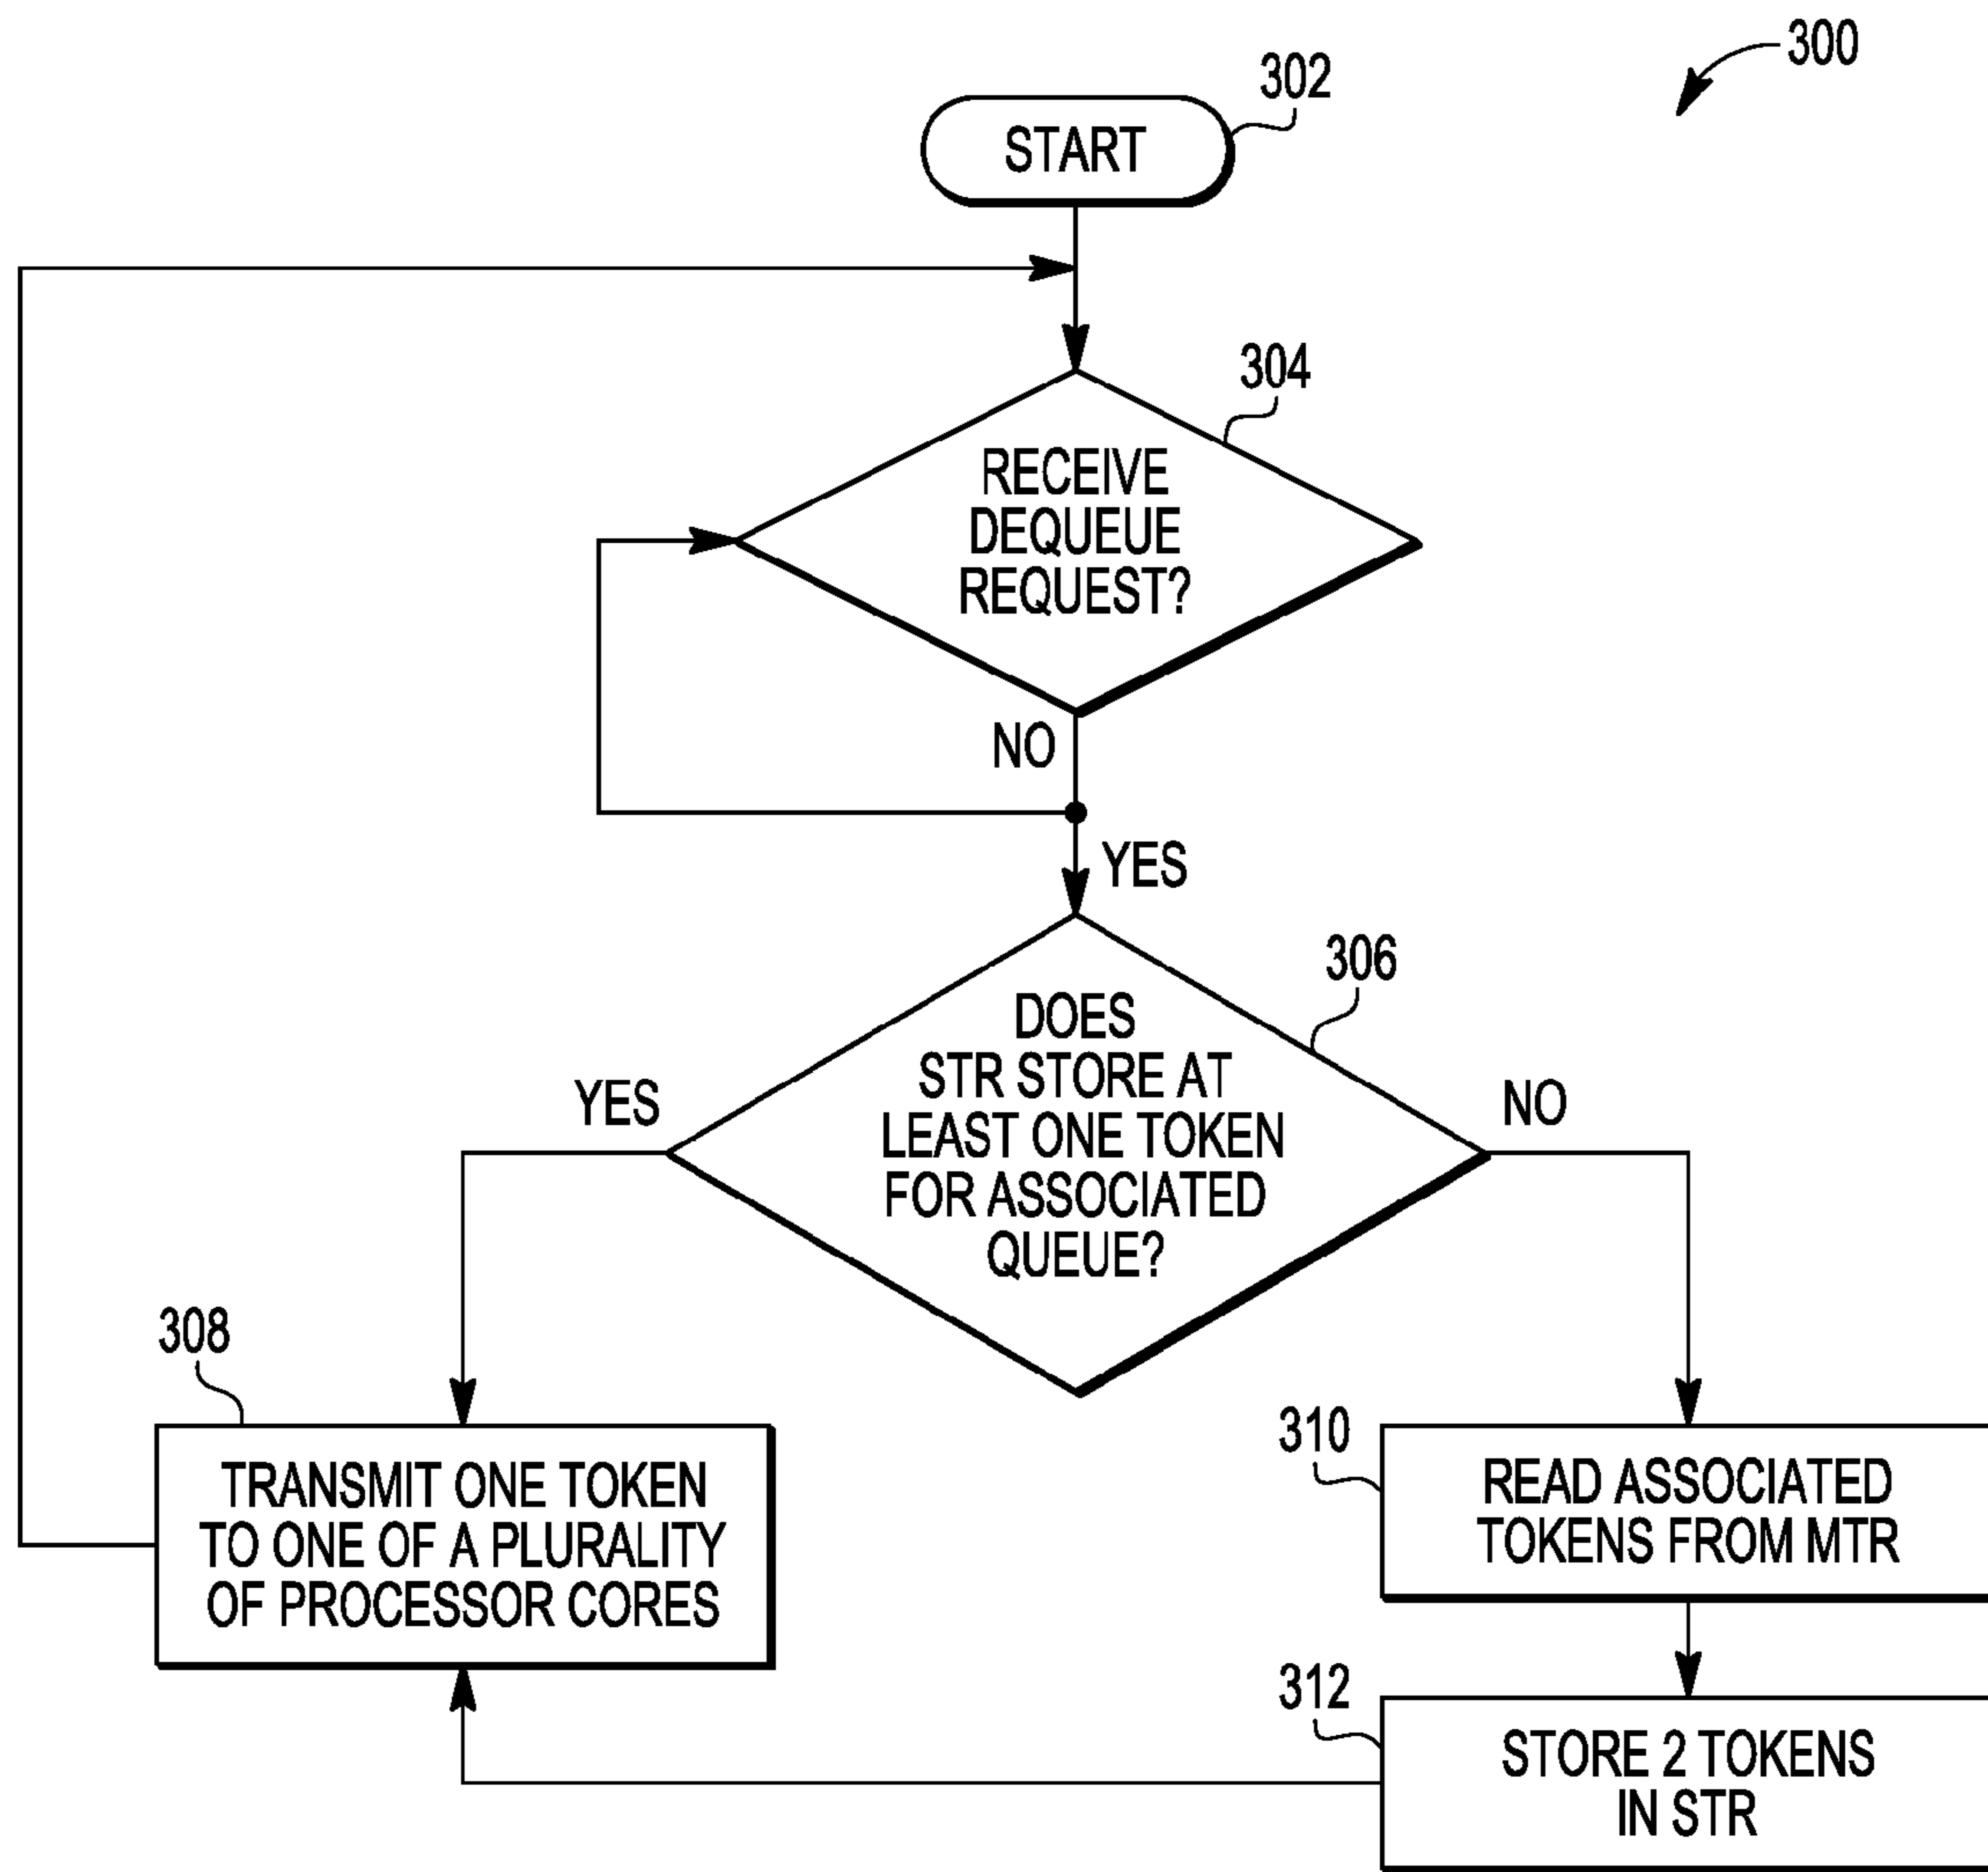 300
302
START
304
RECEIVE
DEQUEUE
REQUEST?
NO
YES
306
DOES
STR STORE AT
LEAST ONE TOKEN
FOR ASSOCIATED
QUEUE?
YES
NO
308
TRANSMIT ONE TOKEN
TO ONE OF A PLURALITY
OF PROCESSOR CORES
310
READ ASSOCIATED
TOKENS FROM MTR
312
STORE 2 TOKENS
IN STR